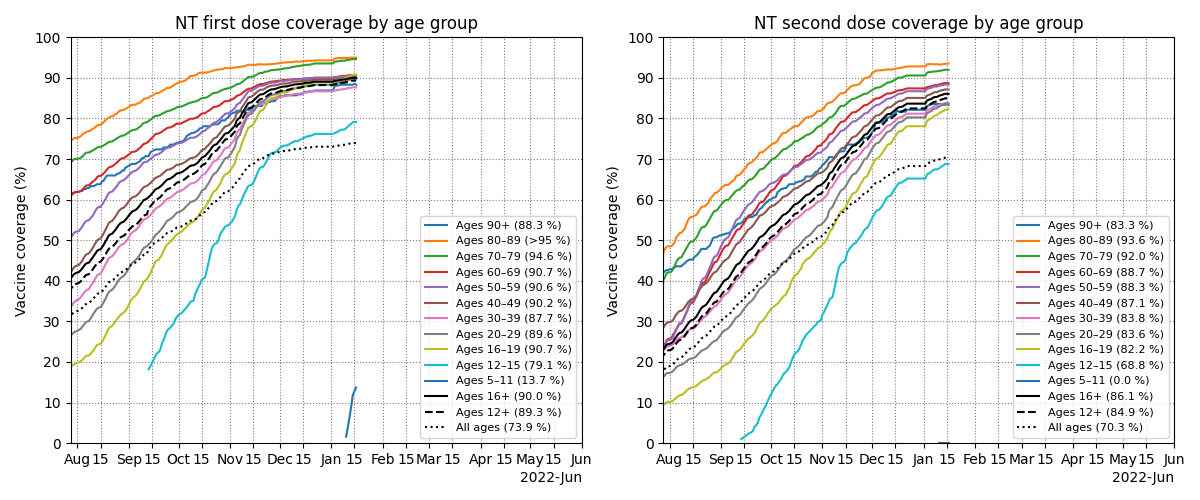 NT first dose coverage by age group
Vaccine coverage (%)
100
90
80
70
60
50
40
30
20
10
0
Ages 90+ (88.3 %)
Ages 80–89 (>95 %)
Ages 70–79 (94.6 %)
Ages 60–69 (90.7 %)
Ages 50–59 (90.6 %)
Ages 40–49 (90.2 %)
Ages 30–39 (87.7 %)
Ages 20–29 (89.6 %)
Ages 16–19 (90.7 %)
Ages 12–15 (79.1 %)
Ages 5–11 (13.7 %)
Ages 16+ (90.0 %)
Ages 12+ (89.3 %)
All ages (73.9 %)
Aug 15 Sep 15 Oct 15 Nov 15 Dec 15 Jan 15 Feb 15 Mar 15 Apr 15 May 15 Jun
2022-Jun
NT second dose coverage by age group
Vaccine coverage (%)
100
90
80
70
60
50
40
30
20
10
0
Ages 90+ (83.3 %)
Ages 80–89 (93.6 %)
Ages 70–79 (92.0 %)
Ages 60–69 (88.7 %)
Ages 50–59 (88.3 %)
Ages 40–49 (87.1 %)
Ages 30–39 (83.8 %)
Ages 20–29 (83.6 %)
Ages 16–19 (82.2 %)
Ages 12–15 (68.8 %)
Ages 5–11 (0.0 %)
Ages 16+ (86.1 %)
Ages 12+ (84.9 %)
All ages (70.3 %)
Aug 15 Sep 15 Oct 15 Nov 15 Dec 15 Jan 15 Feb 15 Mar 15 Apr 15 May 15 Jun
2022-Jun